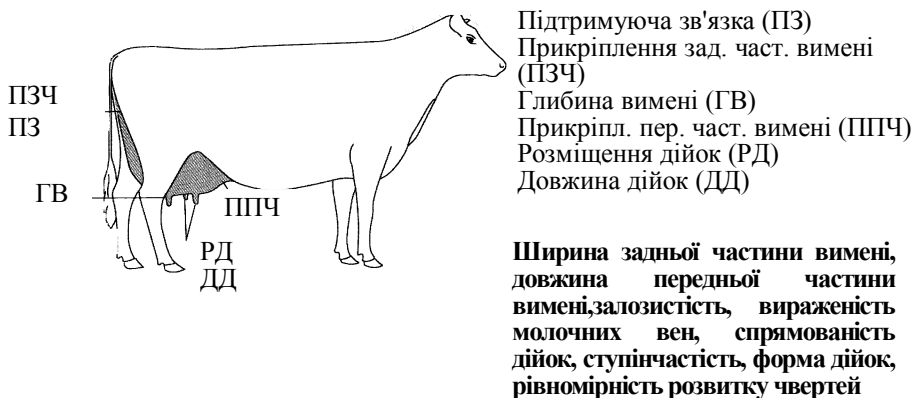 Підтримуюча зв'язка (ПЗ)
Прикріплення зад. част. вимені
(ПЗЧ)
Глибина вимені (ГВ)
Прикріпл. пер. част. вимені (ППЧ)
Розміщення дійок (РД)
Довжина дійок (ДД)
ПЗЧ
ПЗ
ГВ
ППЧ
РД
ДД
Ширина задньої частини вимені,
довжина передньої частини
вимені,залозистість, вираженість
молочних вен, спрямованість
дійок, ступінчастість, форма дійок,
рівномірність розвитку чвертей